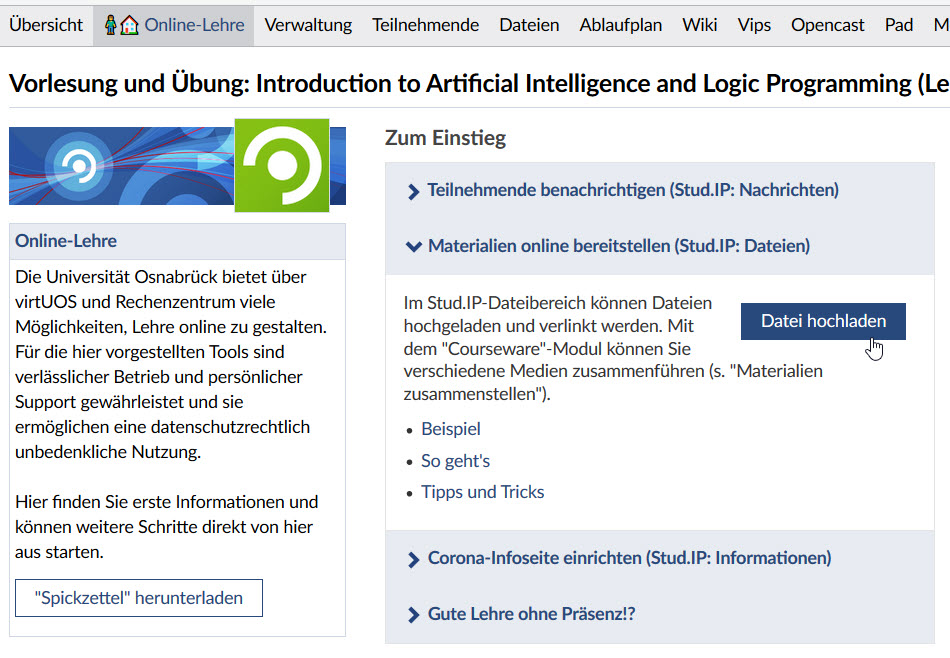 Übersicht Online-Lehre Verwaltung Teilnehmende Dateien Ablaufplan Wiki Vips Opencast Pad M
Vorlesung und Übung: Introduction to Artificial Intelligence and Logic Programming (Le
Online-Lehre
Die Universität Osnabrück bietet über
virtUOS und Rechenzentrum viele
Möglichkeiten, Lehre online zu gestalten.
Für die hier vorgestellten Tools sind
verlässlicher Betrieb und persönlicher
Support gewährleistet und sie
ermöglichen eine datenschutzrechtlich
unbedenkliche Nutzung.
Hier finden Sie erste Informationen und
können weitere Schritte direkt von hier
aus starten.
"Spickzettel" herunterladen
Zum Einstieg
Teilnehmende benachrichtigen (Stud.IP: Nachrichten)
Materialien online bereitstellen (Stud.IP: Dateien)
Im Stud.IP-Dateibereich können Dateien
hochgeladen und verlinkt werden. Mit
dem "Courseware"-Modul können Sie
verschiedene Medien zusammenführen (s. "Materialien
zusammenstellen").
Datei hochladen
• Beispiel
• So geht's
• Tipps und Tricks
Corona-Infoseite einrichten (Stud.IP: Informationen)
Gute Lehre ohne Präsenz!?